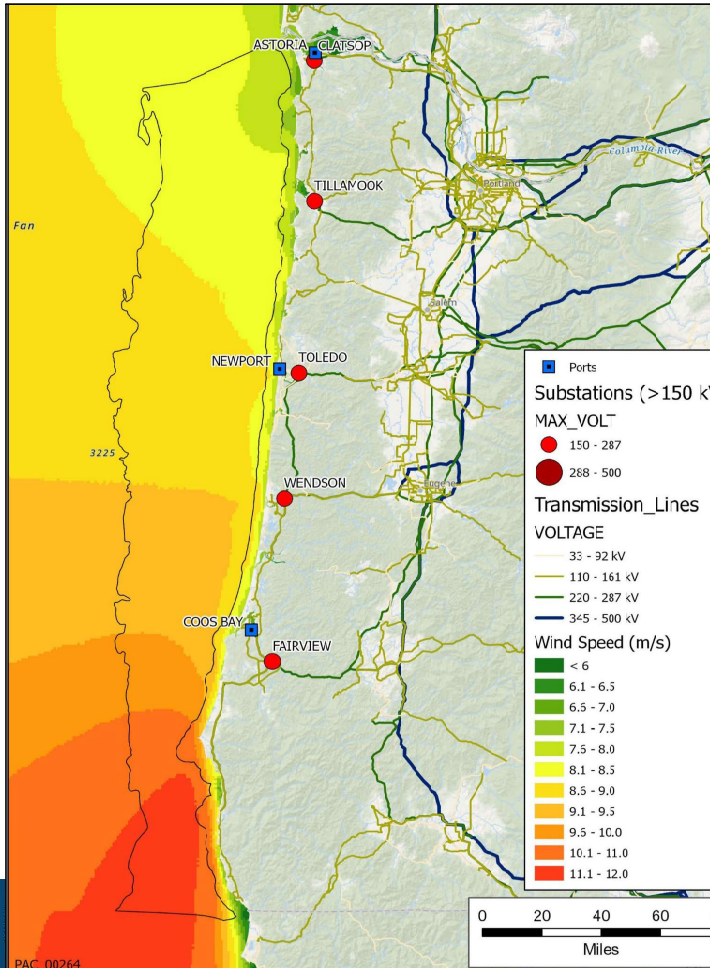 ASTORIA CLATSOP
Columbia River
TILLAMOOK
Portland
Fan
Salem
NEWPORT TOLEDO
3225
WENDSON
Eugene
COOS BAY
FAIRVIEW
Ports
Substations (>150 kV
MAX_VOLT
150 - 287
288 - 500
Transmission_Lines
VOLTAGE
33 - 92 kV
110 - 161 kV
220 - 287 kV
345 - 500 kV
Wind Speed (m/s)
< 6
6.1 - 6.5
6.5 - 7.0
7.1 - 7.5
7.5 - 8.0
8.1 - 8.5
8.5 - 9.0
9.1 - 9.5
9.5 - 10.0
10.1 - 11.0
11.1 - 12.0
0 20 40 60
Miles
PAC_00264